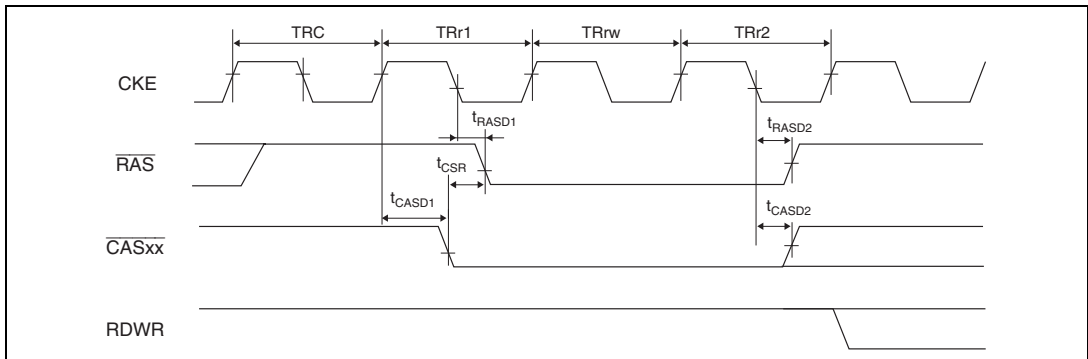 TRC TRr1 TRrw TRr2
CKE
tRASD1 tRASD2
RAS
tCSR
tCASD1 tCASD2
CASxx
RDWR